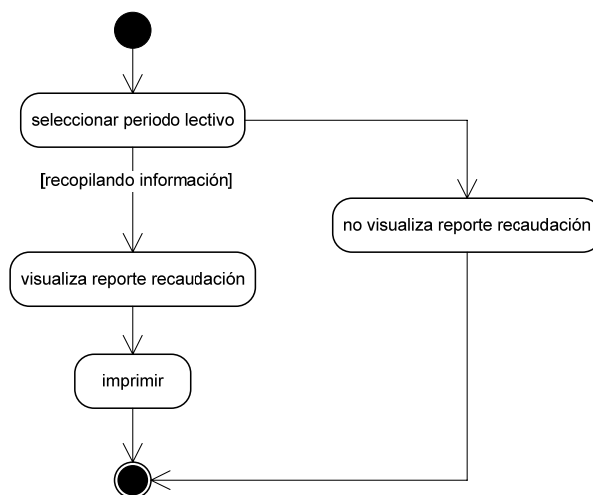 seleccionar periodo lectivo
[recopilando información]
no visualiza reporte recaudación
visualiza reporte recaudación
imprimir